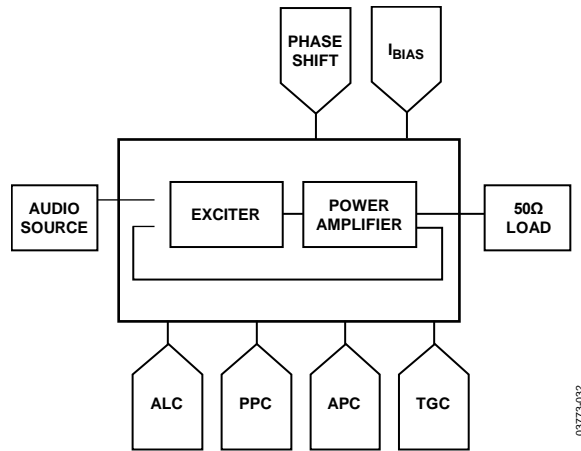 PHASE
SHIFT
IBIAS
AUDIO
SOURCE
EXCITER
POWER
AMPLIFIER
50Ω
LOAD
ALC
PPC
APC
TGC
03773-032